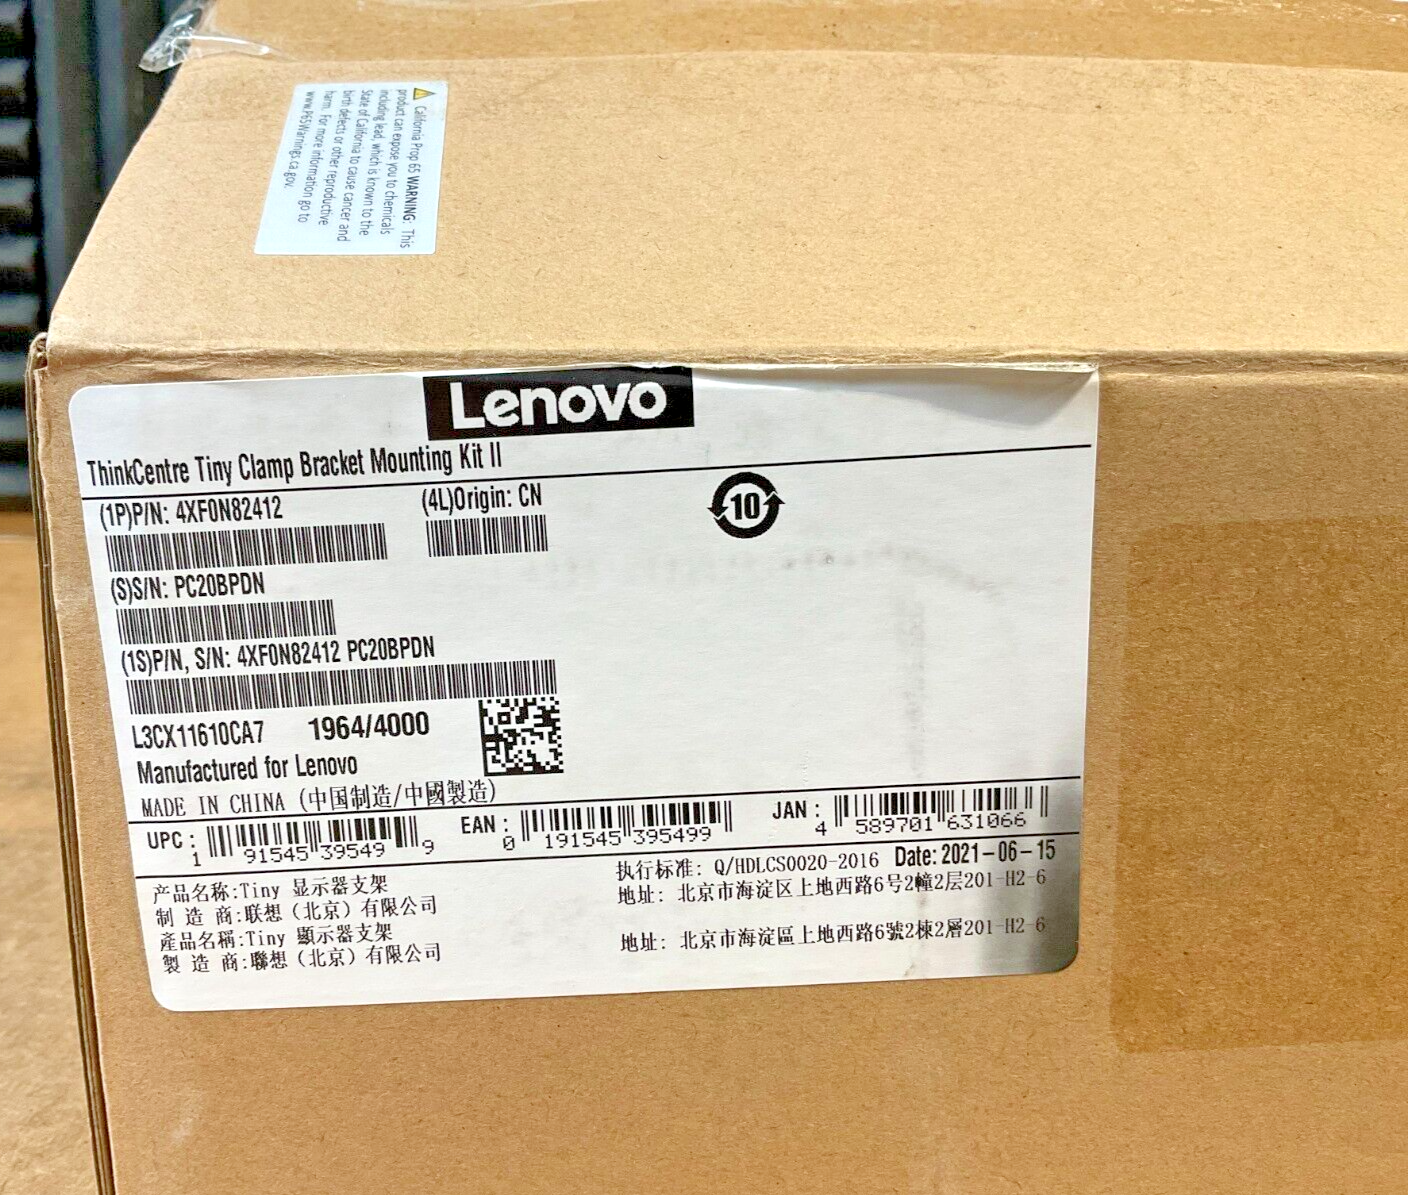 ⚠ California Prop 65 WARNING: This
product can expose you to chemicals
including lead, which is known to the
State of California to cause cancer and
birth defects or other reproductive
harm. For more information go to
www.P65Warnings.ca.gov.
Lenovo
ThinkCentre Tiny Clamp Bracket Mounting Kit II
(1P)P/N: 4XF0N82412 (4L)Origin: CN
10
(S)S/N: PC20BPDN
(1S)P/N, S/N: 4XF0N82412 PC20BPDN
L3CX11610CA7 1964/4000
Manufactured for Lenovo
MADE IN CHINA (中国制造/中國製造)
UPC: 1 91545 39549 9 EAN: 0 191545 395499 JAN: 4 589701 631066
执行标准: Q/HDLCS0020-2016 Date: 2021-06-15
产品名称:Tiny 显示器支架
地址: 北京市海淀区上地西路6号2幢2层201-H2-6
制 造 商:联想（北京）有限公司
產品名稱:Tiny 顯示器支架
地址: 北京市海淀區上地西路6號2棟2層201-H2-6
製 造 商:聯想（北京）有限公司